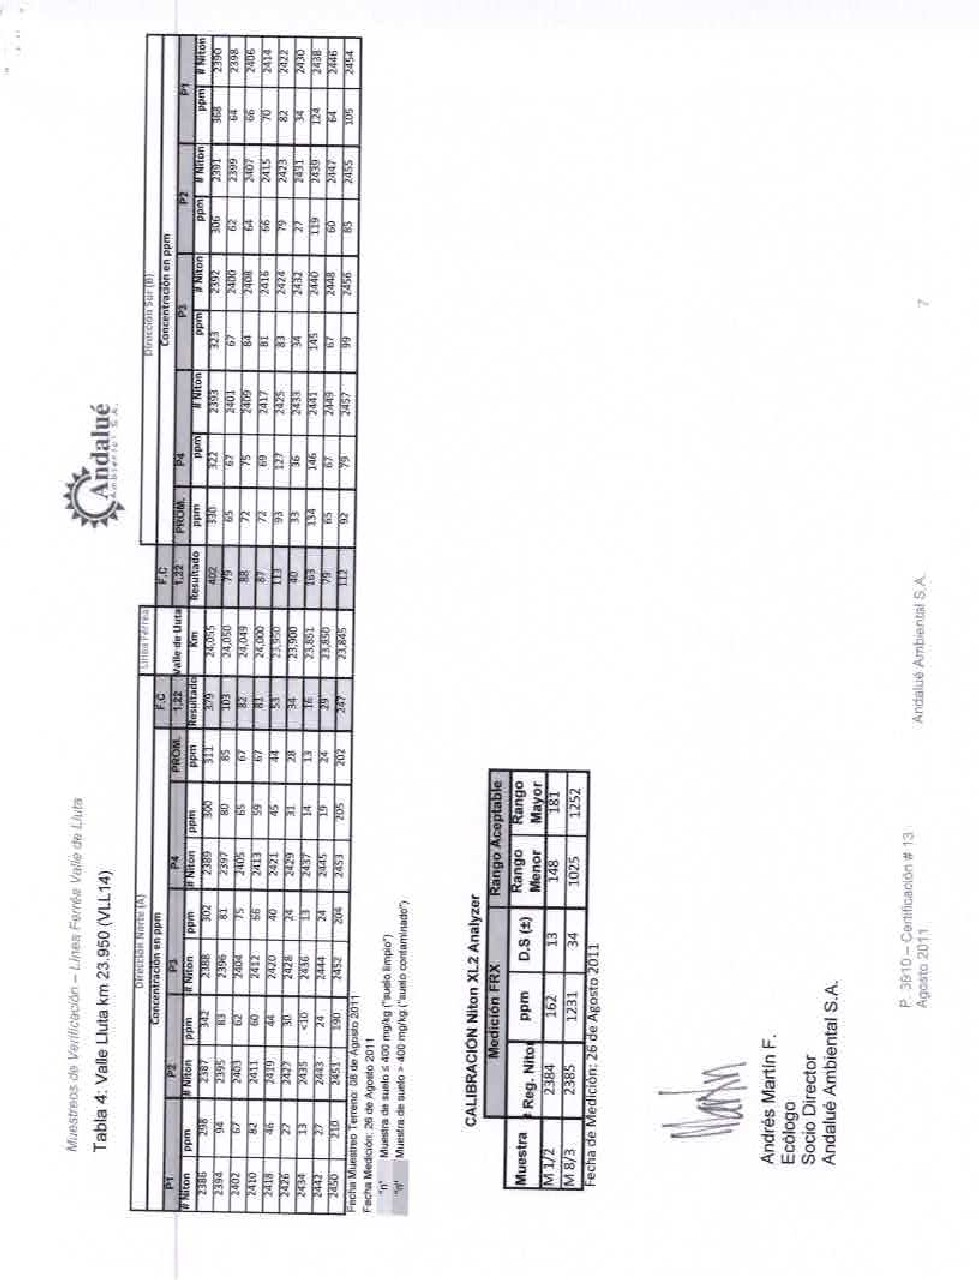 Muestreos de Verificación – Línea Ferréa Valle de Lluta
Andalué
Ambiental S.A.
Tabla 4: Valle Lluta km 23.950 (VLL14)
Dirección Norte (A) Línea Férrea Dirección Sur (B)
Concentración en ppm F.C F.C Concentración en ppm
P1 P2 P3 P4 PROM. 1,22 Valle de Lluta 1,22 PROM. P4 P3 P2 P1
# Niton ppm # Niton ppm # Niton ppm # Niton ppm ppm Resultado Km Resultado ppm ppm # Niton ppm # Niton ppm # Niton ppm # Niton
2386 298 2387 342 2388 302 2389 300 311 379 24,055 402 330 322 2393 323 2392 306 2391 368 2390
2394 94 2395 83 2396 81 2397 80 85 103 24,050 79 65 67 2401 67 2400 62 2399 64 2398
2402 67 2403 62 2404 75 2405 65 67 82 24,049 88 72 75 2409 84 2408 64 2407 66 2406
2410 82 2411 60 2412 66 2413 59 67 81 24,000 87 72 69 2417 81 2416 66 2415 70 2414
2418 46 2419 44 2420 40 2421 45 44 53 23,950 113 93 127 2425 83 2424 79 2423 82 2422
2426 27 2427 30 2428 24 2429 31 28 34 23,900 40 33 36 2433 34 2432 27 2431 34 2430
2434 13 2435 <10 2436 13 2437 14 13 16 23,851 163 134 146 2441 145 2440 119 2439 124 2438
2442 27 2443 24 2444 24 2445 19 24 29 23,850 79 65 67 2449 67 2448 60 2447 64 2446
2450 210 2451 190 2452 204 2453 205 202 247 23,845 112 92 79 2457 99 2456 85 2455 105 2454
Fecha Muestreo Terreno: 08 de Agosto 2011
Fecha Medición: 26 de Agosto 2011
"n" Muestra de suelo ≤ 400 mg/kg ("suelo limpio")
"n" Muestra de suelo > 400 mg/kg ("suelo contaminado")
CALIBRACION Niton XL2 Analyzer
Medición FRX Rango Aceptable
Muestra # Reg. Niton ppm D.S (±) Rango Menor Rango Mayor
M 1/2 2384 162 13 148 181
M 8/3 2385 1231 34 1025 1252
Fecha de Medición: 26 de Agosto 2011
Andrés Martín F.
Ecólogo
Socio Director
Andalué Ambiental S.A.
P_3610 – Certificación # 13 Andalué Ambiental S.A. 7
Agosto 2011